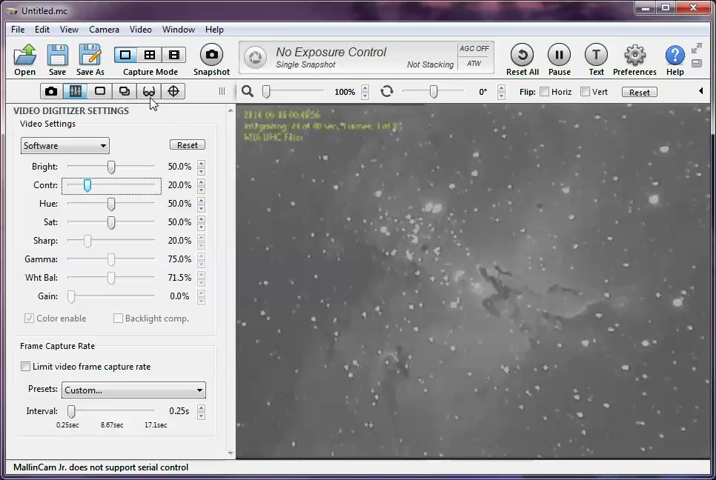 Untitled.mc
File Edit View Camera Video Window Help
Open Save Save As Capture Mode Snapshot
No Exposure Control
Single Snapshot Not Stacking
AGC OFF
ATW
Reset All Pause Text Preferences Help
100% 0° Flip: Horiz Vert Reset
VIDEO DIGITIZER SETTINGS
Video Settings
Software Reset
Bright: 50.0%
Contr: 20.0%
Hue: 50.0%
Sat: 50.0%
Sharp: 20.0%
Gamma: 75.0%
Wht Bal: 71.5%
Gain: 0.0%
Color enable Backlight comp.
Frame Capture Rate
Limit video frame capture rate
Presets: Custom...
Interval: 0.25s
0.25sec 8.67sec 17.1sec
M16 UHC Filter
MallinCam Jr. does not support serial control